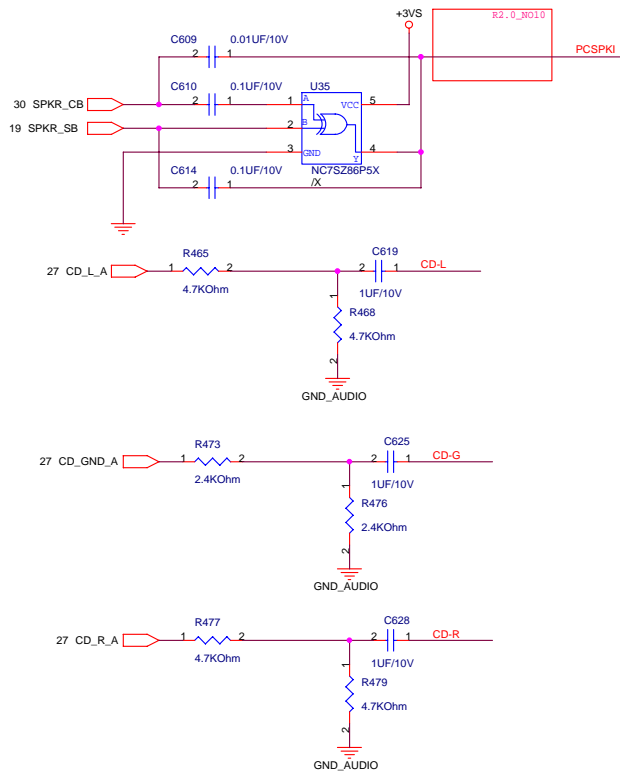 +3VS
R2.0_NO10
C609
0.01UF/10V
2
1
PCSPKI
C610
0.1UF/10V
U35
30 SPKR_CB
2
1
1
A
VCC
5
19 SPKR_SB
2
B
3
GND
Y
4
C614
0.1UF/10V
NC7SZ86P5X
2
1
/X
R465
C619
27 CD_L_A
1
2
2
1
CD-L
4.7KOhm
1UF/10V
1
R468
4.7KOhm
2
GND_AUDIO
R473
C625
27 CD_GND_A
1
2
2
1
CD-G
2.4KOhm
1UF/10V
1
R476
2.4KOhm
2
GND_AUDIO
R477
C628
27 CD_R_A
1
2
2
1
CD-R
4.7KOhm
1UF/10V
1
R479
4.7KOhm
2
GND_AUDIO